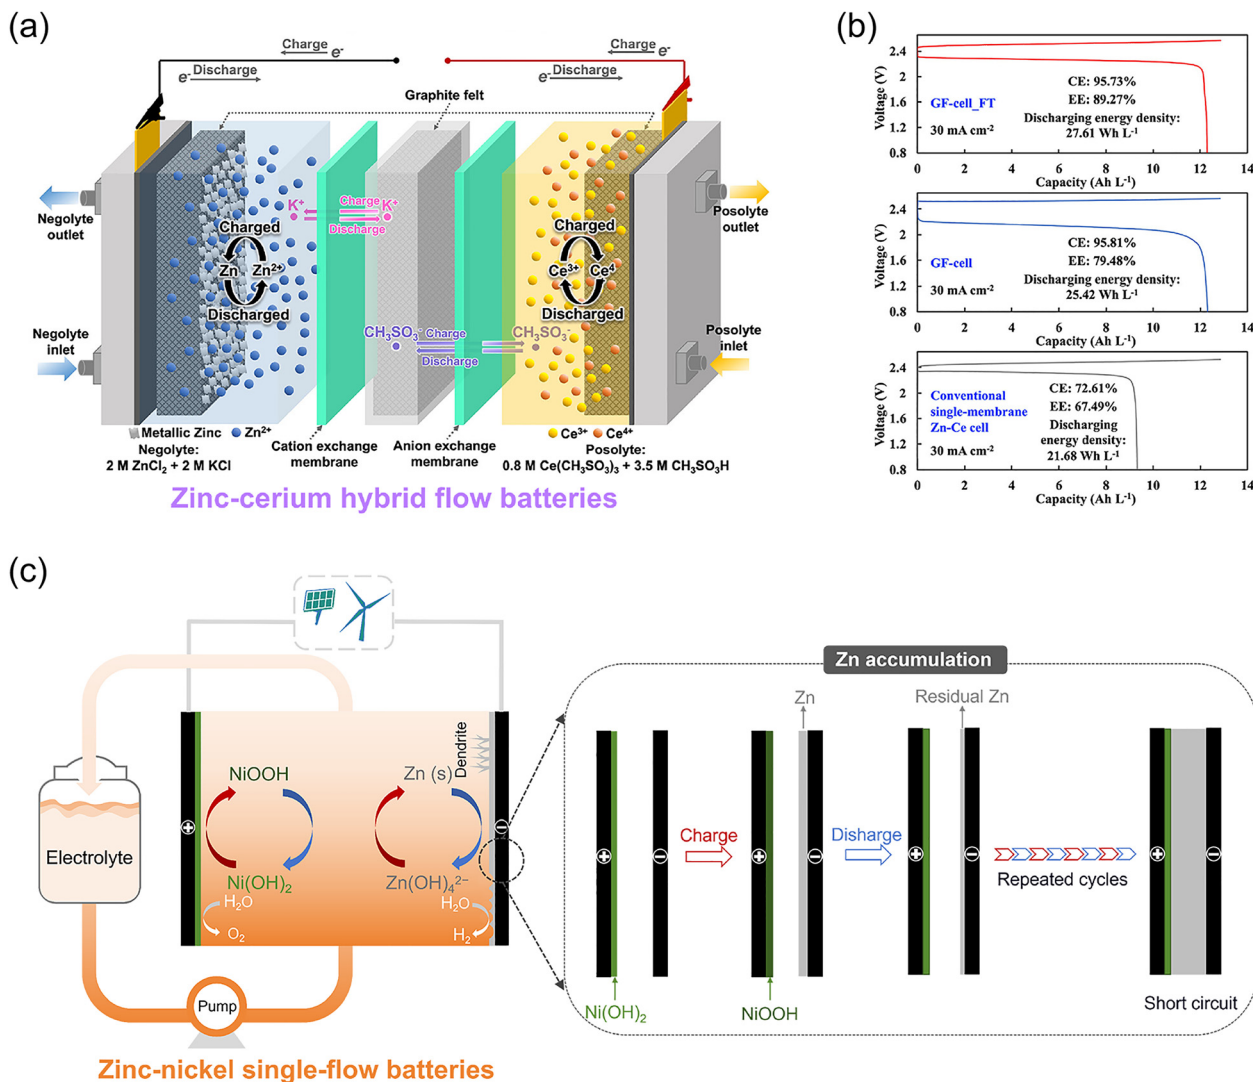 (a)
Charge
e-
e- Discharge
Charge
e-
e- Discharge
Graphite felt
Negolyte
outlet
Negolyte
inlet
K+
Charge
K+
Discharge
Charged
Zn
Zn2+
Discharged
CH3SO3-
Charge
CH3SO3-
Discharge
Charged
Ce3+
Ce4
Discharged
Posolyte
outlet
Posolyte
inlet
Metallic Zinc
Zn2+
Negolyte:
2 M ZnCl2 + 2 M KCl
Cation exchange
membrane
Anion exchange
membrane
Ce3+
Ce4+
Posolyte:
0.8 M Ce(CH3SO3)3 + 3.5 M CH3SO3H
Zinc-cerium hybrid flow batteries
(b)
Voltage (V)
2.4
2
1.6
1.2
0.8
GF-cell_FT
30 mA cm-2
CE: 95.73%
EE: 89.27%
Discharging energy density:
27.61 Wh L-1
0 2 4 6 8 10 12 14
Capacity (Ah L-1)
Voltage (V)
2.4
2
1.6
1.2
0.8
GF-cell
30 mA cm-2
CE: 95.81%
EE: 79.48%
Discharging energy density:
25.42 Wh L-1
0 2 4 6 8 10 12 14
Capacity (Ah L-1)
Voltage (V)
2.4
2
1.6
1.2
0.8
Conventional
single-membrane
Zn-Ce cell
30 mA cm-2
CE: 72.61%
EE: 67.49%
Discharging
energy density:
21.68 Wh L-1
0 2 4 6 8 10 12 14
Capacity (Ah L-1)
(c)
Electrolyte
Pump
NiOOH
Ni(OH)2
H2O
O2
Zn (s)
Zn(OH)4 2−
H2O
H2
Dendrite
+
−
Zinc-nickel single-flow batteries
Zn accumulation
Zn
Residual Zn
+
−
Charge
+
−
Disharge
+
−
Repeated cycles
+
−
Ni(OH)2
NiOOH
Short circuit